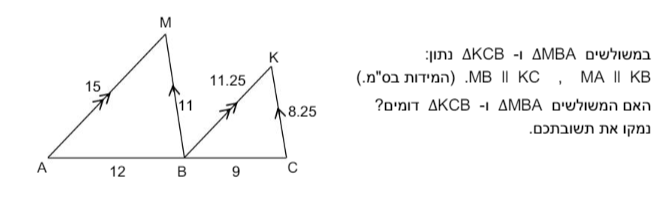 במשולשים ΔMBA ו- ΔKCB נתון:
MB || KC , MA || KB. (המידות בס"מ.)
האם המשולשים ΔMBA ו- ΔKCB דומים?
נמקו את תשובתכם.
M
K
15
11.25
11
8.25
A
12
B
9
C